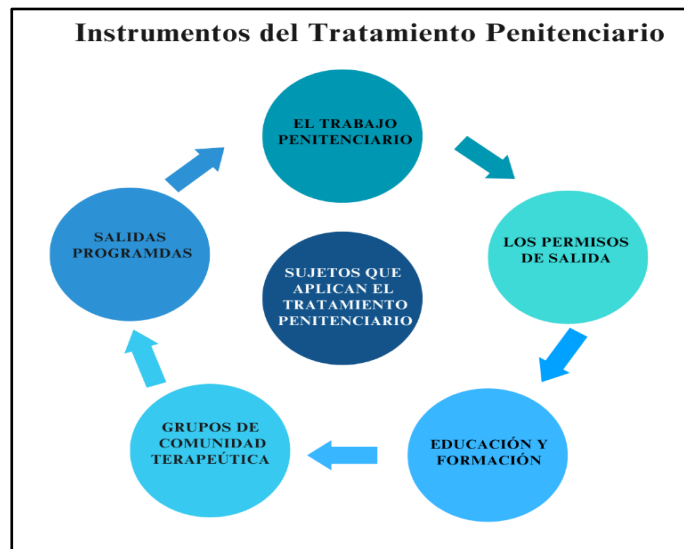 Instrumentos del Tratamiento Penitenciario
EL TRABAJO
PENITENCIARIO
LOS PERMISOS
DE SALIDA
EDUCACIÓN Y
FORMACIÓN
GRUPOS DE
COMUNIDAD
TERAPEÚTICA
SALIDAS
PROGRAMDAS
SUJETOS QUE
APLICAN EL
TRATAMIENTO
PENITENCIARIO